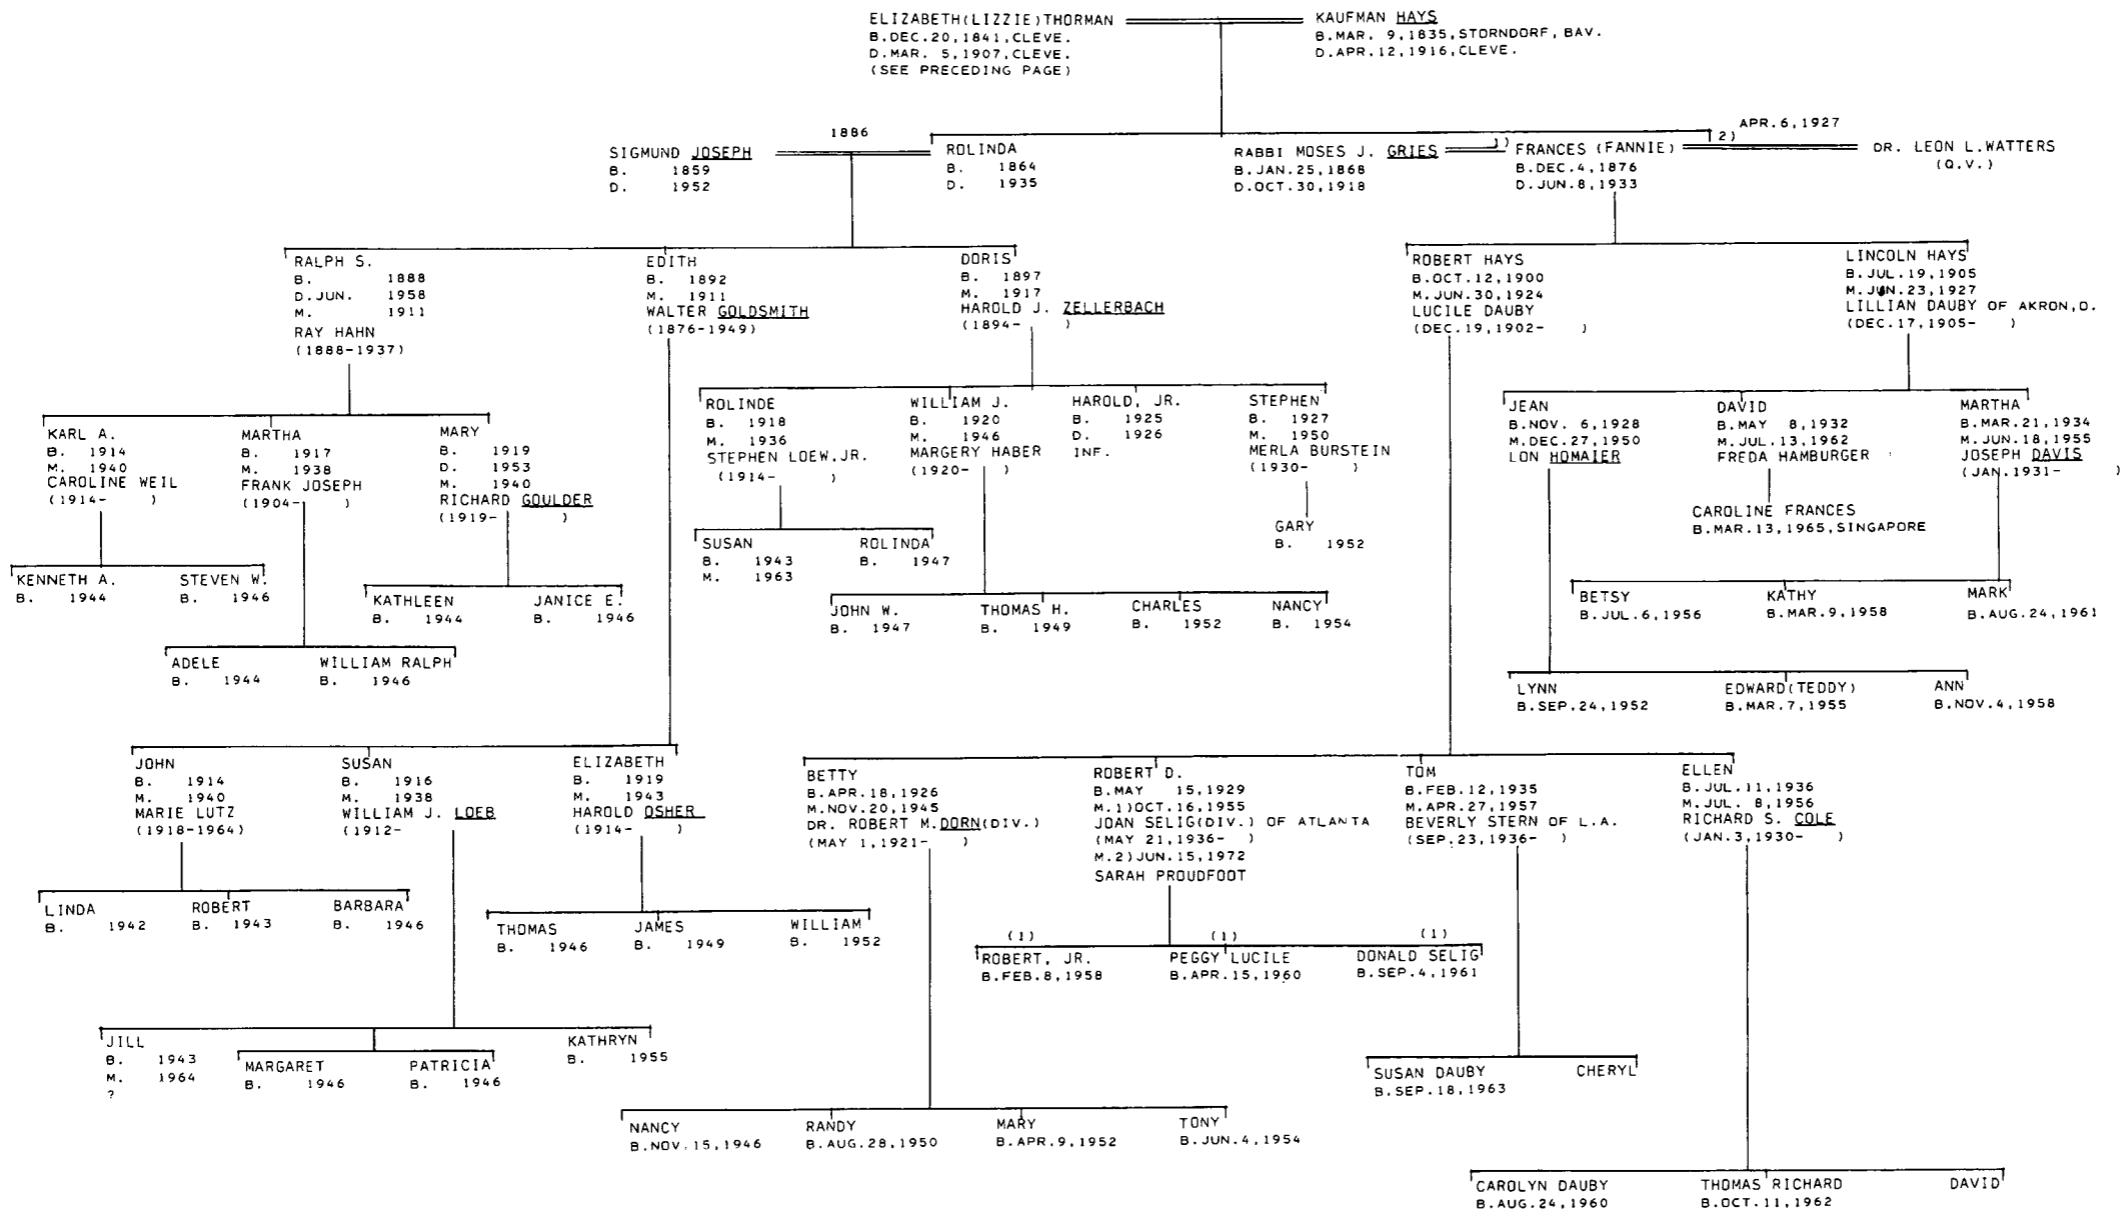 ELIZABETH(LIZZIE)THORMAN
B.DEC.20,1841,CLEVE.
D.MAR. 5,1907,CLEVE.
(SEE PRECEDING PAGE)
KAUFMAN HAYS
B.MAR. 9,1835,STORNDORF, BAV.
D.APR.12,1916,CLEVE.
SIGMUND JOSEPH
B. 1859
D. 1952
1886
ROLINDA
B. 1864
D. 1935
RABBI MOSES J. GRIES
B.JAN.25,1868
D.OCT.30,1918
1)
FRANCES (FANNIE)
B.DEC.4,1876
D.JUN.8,1933
2)
APR.6,1927
DR. LEON L.WATTERS
(Q.V.)
RALPH S.
B. 1888
D.JUN. 1958
M. 1911
RAY HAHN
(1888-1937)
EDITH
B. 1892
M. 1911
WALTER GOLDSMITH
(1876-1949)
DORIS
B. 1897
M. 1917
HAROLD J. ZELLERBACH
(1894- )
ROBERT HAYS
B.OCT.12,1900
M.JUN.30,1924
LUCILE DAUBY
(DEC.19,1902- )
LINCOLN HAYS
B.JUL.19,1905
M.JUN.23,1927
LILLIAN DAUBY OF AKRON,O.
(DEC.17,1905- )
KARL A.
B. 1914
M. 1940
CAROLINE WEIL
(1914- )
MARTHA
B. 1917
M. 1938
FRANK JOSEPH
(1904- )
MARY
B. 1919
D. 1953
M. 1940
RICHARD GOULDER
(1919- )
ROLINDE
B. 1918
M. 1936
STEPHEN LOEW,JR.
(1914- )
WILLIAM J.
B. 1920
M. 1946
MARGERY HABER
(1920- )
HAROLD, JR.
B. 1925
D. 1926
INF.
STEPHEN
B. 1927
M. 1950
MERLA BURSTEIN
(1930- )
JEAN
B.NOV. 6,1928
M.DEC.27,1950
LON HOMAIER
DAVID
B.MAY 8,1932
M.JUL.13,1962
FREDA HAMBURGER
MARTHA
B.MAR.21,1934
M.JUN.18,1955
JOSEPH DAVIS
(JAN.1931- )
CAROLINE FRANCES
B.MAR.13,1965,SINGAPORE
KENNETH A.
B. 1944
STEVEN W.
B. 1946
KATHLEEN
B. 1944
JANICE E.
B. 1946
SUSAN
B. 1943
M. 1963
ROLINDA
B. 1947
GARY
B. 1952
JOHN W.
B. 1947
THOMAS H.
B. 1949
CHARLES
B. 1952
NANCY
B. 1954
BETSY
B.JUL.6,1956
KATHY
B.MAR.9,1958
MARK
B.AUG.24,1961
ADELE
B. 1944
WILLIAM RALPH
B. 1946
LYNN
B.SEP.24,1952
EDWARD(TEDDY)
B.MAR.7,1955
ANN
B.NOV.4,1958
JOHN
B. 1914
M. 1940
MARIE LUTZ
(1918-1964)
SUSAN
B. 1916
M. 1938
WILLIAM J. LOEB
(1912- )
ELIZABETH
B. 1919
M. 1943
HAROLD OSHER
(1914- )
BETTY
B.APR.18,1926
M.NOV.20,1945
DR. ROBERT M.DORN(DIV.)
(MAY 1,1921- )
ROBERT D.
B.MAY 15,1929
M.1)OCT.16,1955
JOAN SELIG(DIV.) OF ATLANTA
(MAY 21,1936- )
M.2)JUN.15,1972
SARAH PROUDFOOT
TOM
B.FEB.12,1935
M.APR.27,1957
BEVERLY STERN OF L.A.
(SEP.23,1936- )
ELLEN
B.JUL.11,1936
M.JUL. 8,1956
RICHARD S. COLE
(JAN.3,1930- )
LINDA
B. 1942
ROBERT
B. 1943
BARBARA
B. 1946
THOMAS
B. 1946
JAMES
B. 1949
WILLIAM
B. 1952
(1)
ROBERT, JR.
B.FEB.8,1958
(1)
PEGGY LUCILE
B.APR.15,1960
(1)
DONALD SELIG
B.SEP.4,1961
JILL
B. 1943
M. 1964
?
MARGARET
B. 1946
PATRICIA
B. 1946
KATHRYN
B. 1955
SUSAN DAUBY
B.SEP.18,1963
CHERYL
NANCY
B.NOV.15,1946
RANDY
B.AUG.28,1950
MARY
B.APR.9,1952
TONY
B.JUN.4,1954
CAROLYN DAUBY
B.AUG.24,1960
THOMAS RICHARD
B.OCT.11,1962
DAVID